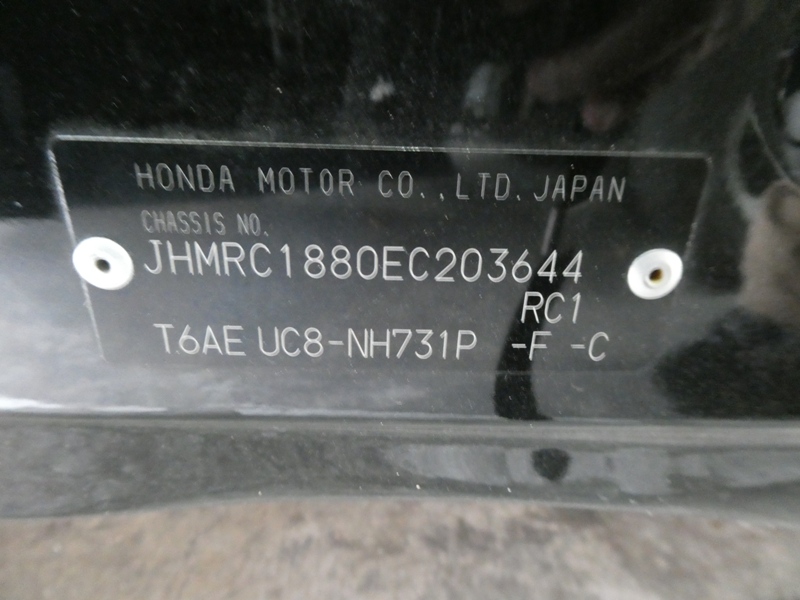 HONDA MOTOR CO., LTD. JAPAN
CHASSIS NO.
JHMRC1880EC203644
RC1
T6AE UC8-NH731P -F -C